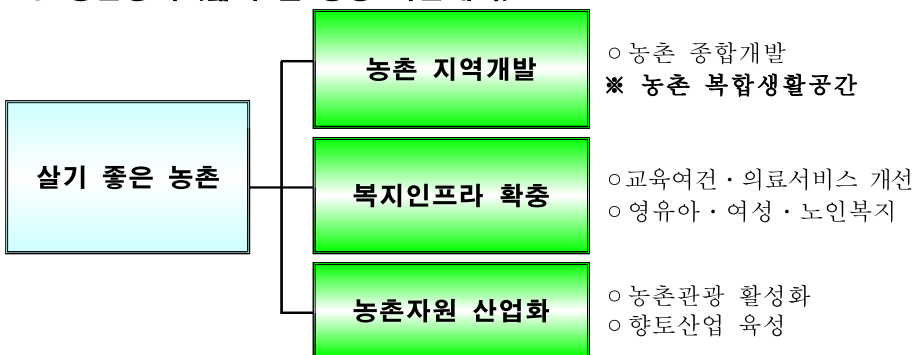 농촌 지역개발
○ 농촌 종합개발
※ 농촌 복합생활공간
살기 좋은 농촌
복지인프라 확충
○ 교육여건・의료서비스 개선
○ 영유아・여성・노인복지
농촌자원 산업화
○ 농촌관광 활성화
○ 향토산업 육성